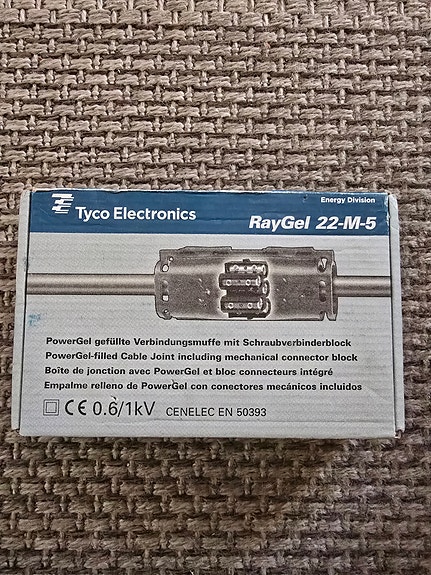 Energy Division
Tyco Electronics
RayGel 22-M-5
PowerGel gefüllte Verbindungsmuffe mit Schraubverbinderblock
PowerGel-filled Cable Joint including mechanical connector block
Boîte de jonction avec PowerGel et bloc connecteurs intégré
Empalme relleno de PowerGel con conectores mecánicos incluidos
CE 0.6/1kV CENELEC EN 50393